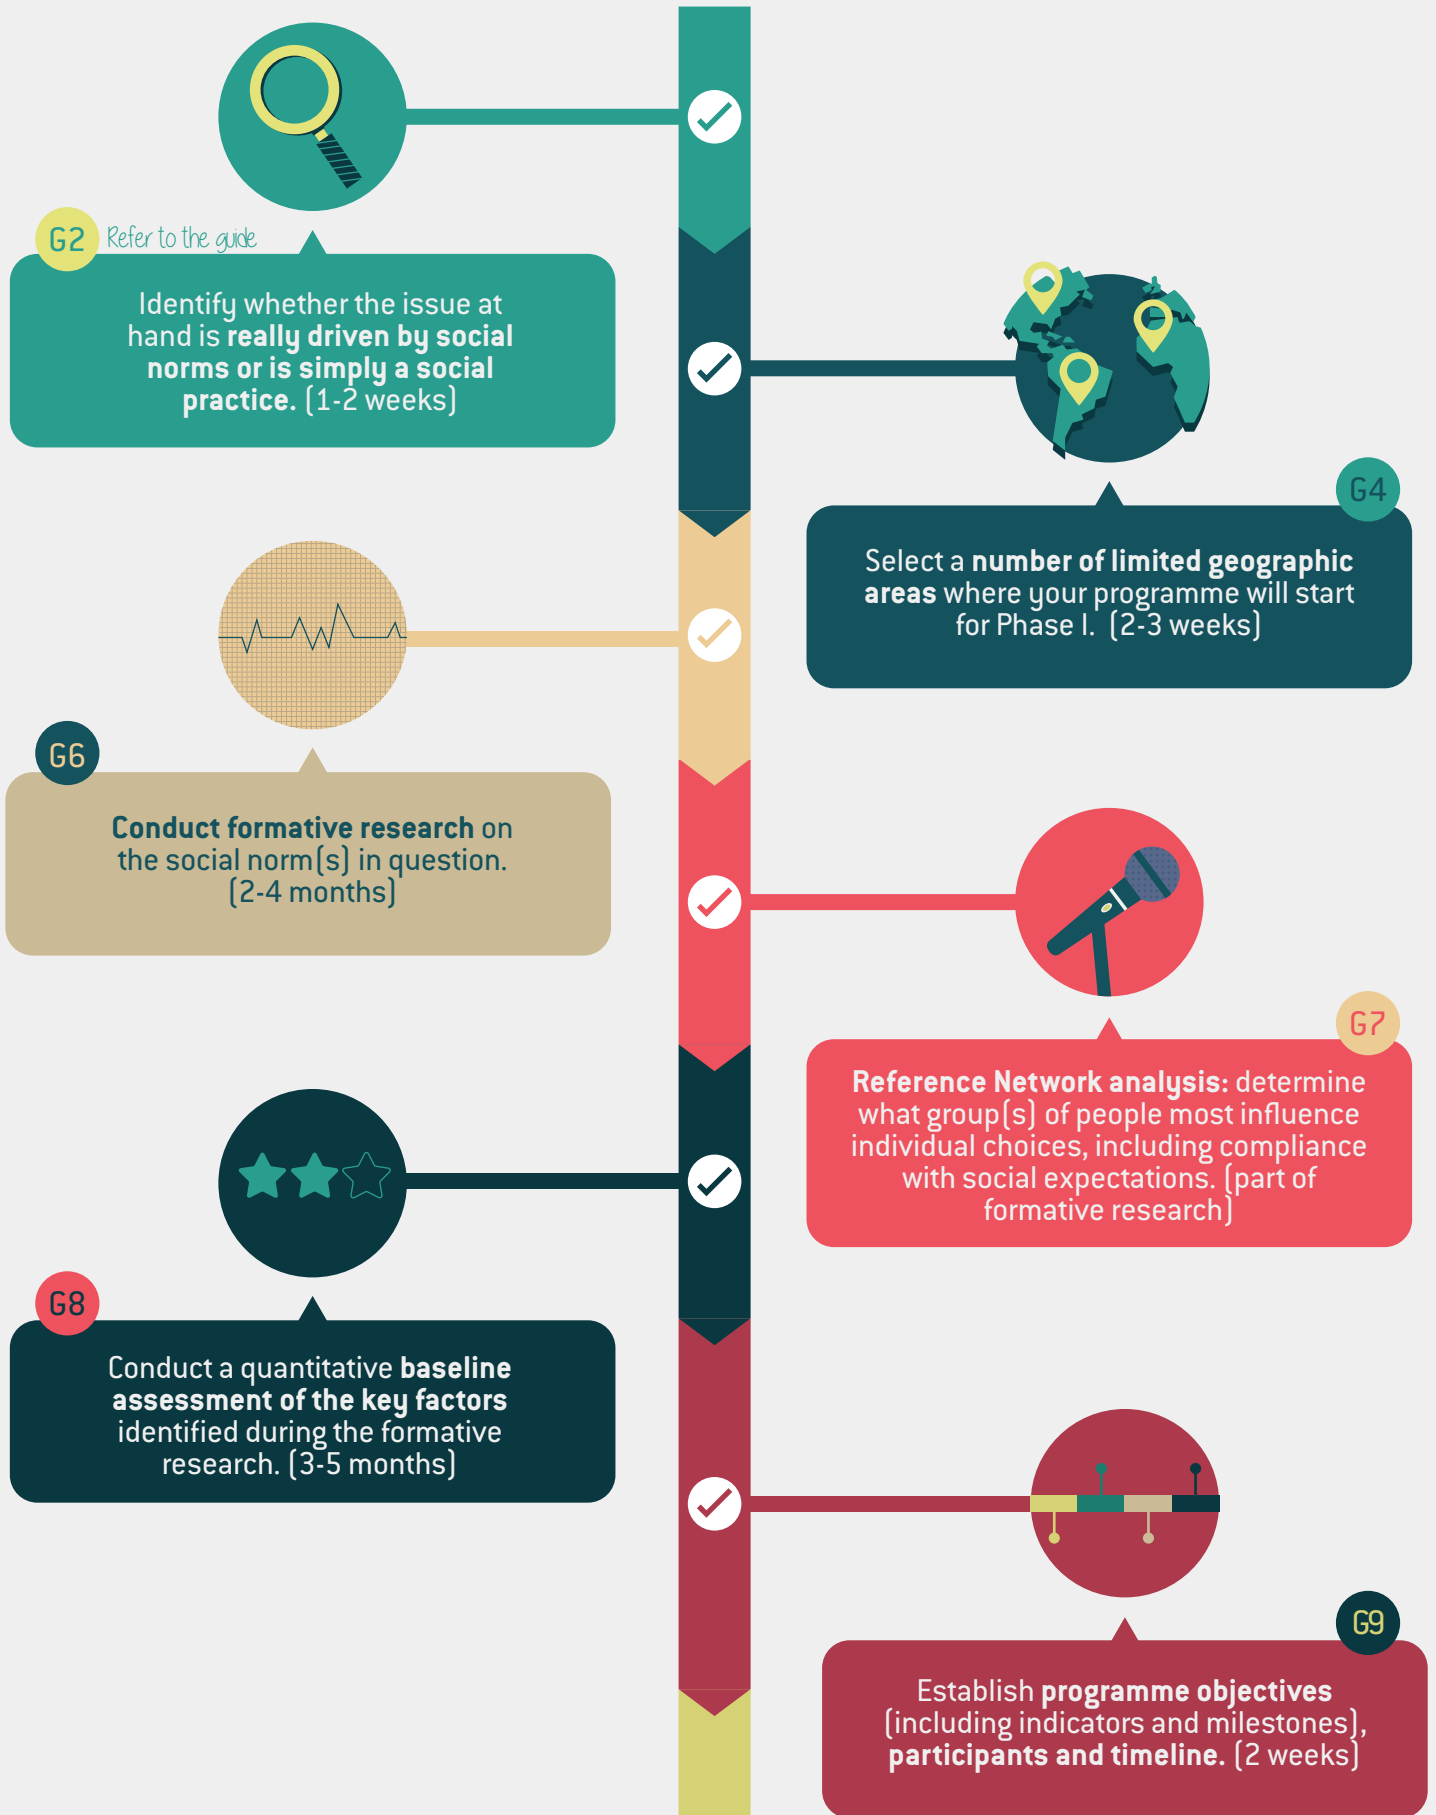 G2 Refer to the guide
Identify whether the issue at
hand is really driven by social
norms or is simply a social
practice. (1-2 weeks)
G4
Select a number of limited geographic
areas where your programme will start
for Phase I. (2-3 weeks)
G6
Conduct formative research on
the social norm(s) in question.
(2-4 months)
G7
Reference Network analysis: determine
what group(s) of people most influence
individual choices, including compliance
with social expectations. (part of
formative research)
G8
Conduct a quantitative baseline
assessment of the key factors
identified during the formative
research. (3-5 months)
G9
Establish programme objectives
(including indicators and milestones),
participants and timeline. (2 weeks)